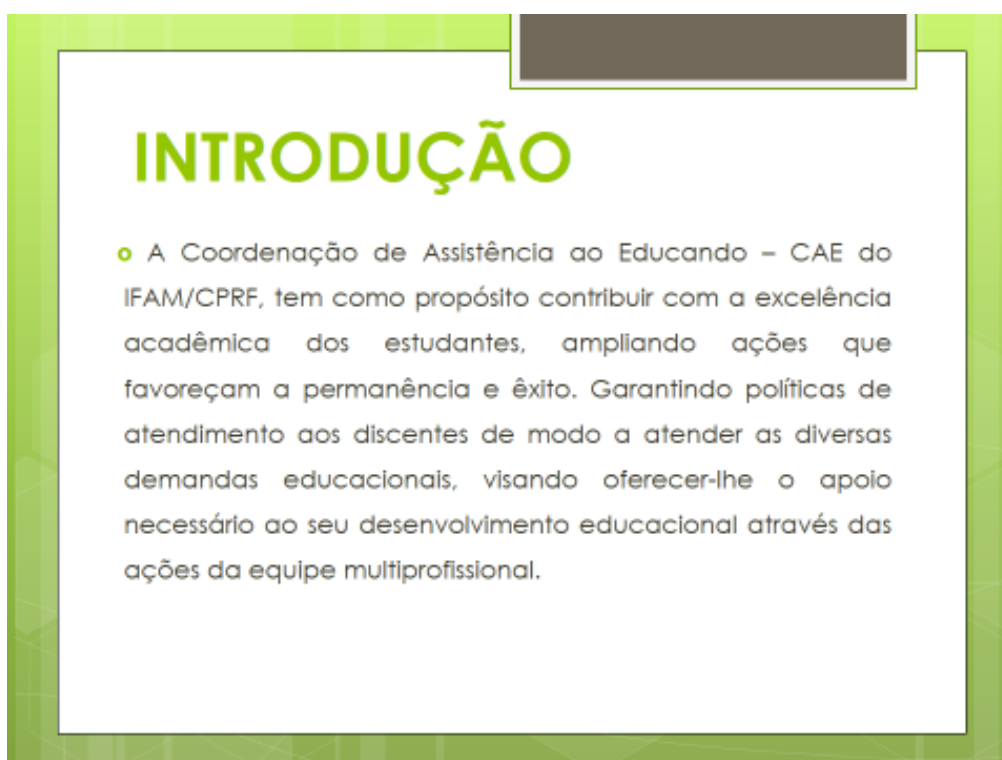 INTRODUÇÃO
o A Coordenação de Assistência ao Educando – CAE do
IFAM/CPRF, tem como propósito contribuir com a excelência
acadêmica dos estudantes, ampliando ações que
favoreçam a permanência e êxito. Garantindo políticas de
atendimento aos discentes de modo a atender as diversas
demandas educacionais, visando oferecer-lhe o apoio
necessário ao seu desenvolvimento educacional através das
ações da equipe multiprofissional.